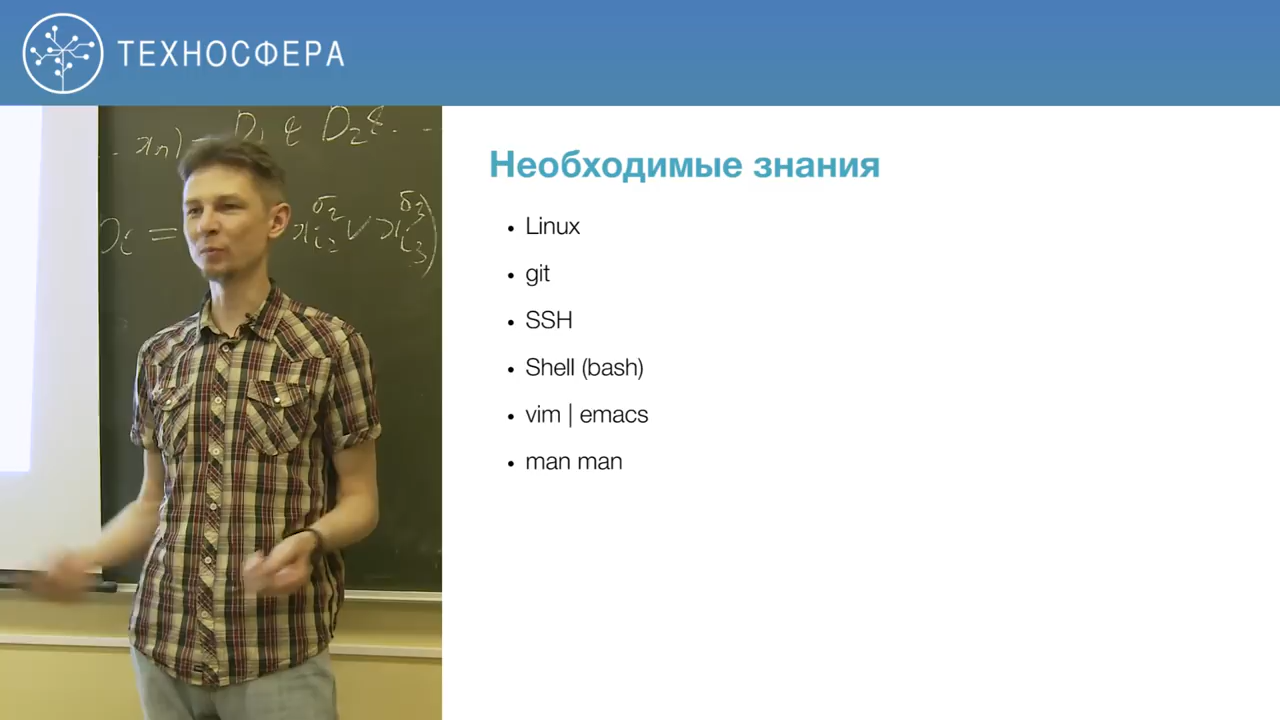 ТЕХНОСФЕРА
Необходимые знания
• Linux
• git
• SSH
• Shell (bash)
• vim | emacs
• man man